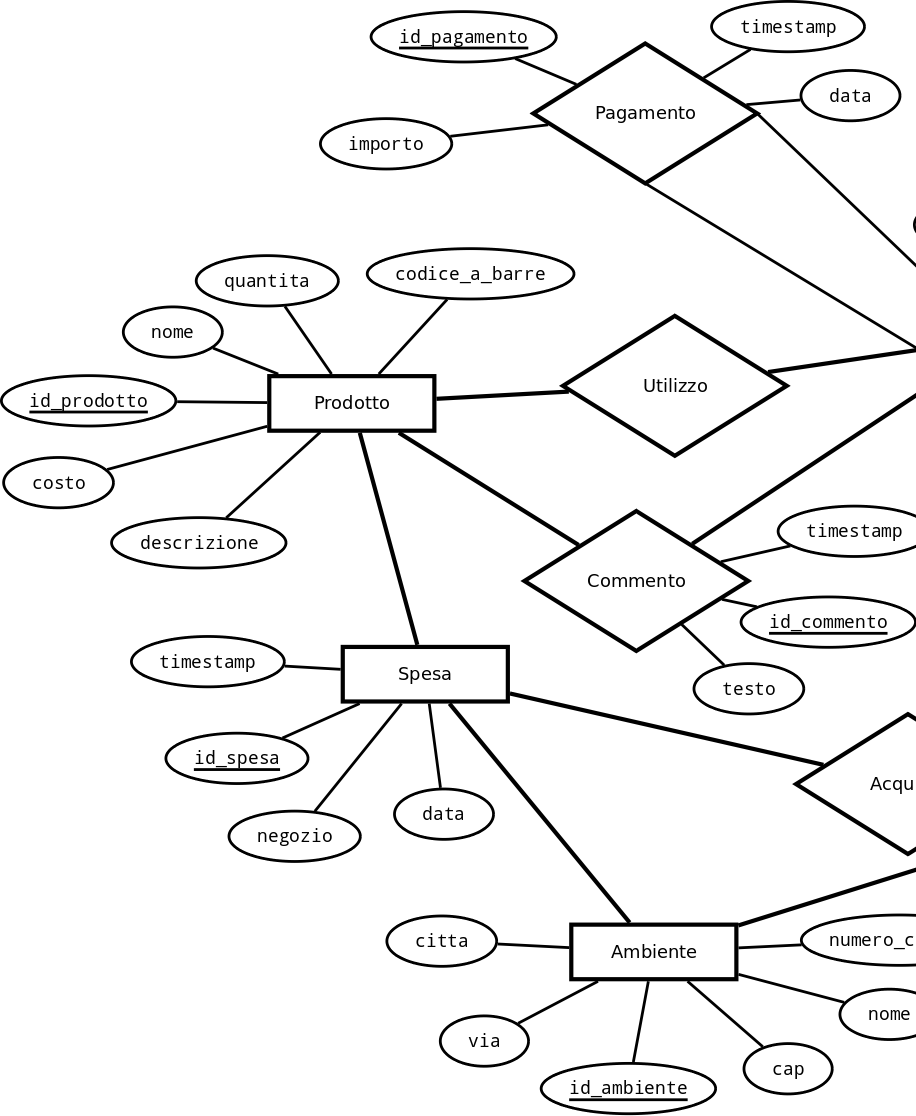 timestamp
id_pagamento
data
Pagamento
importo
quantita
codice_a_barre
nome
Utilizzo
id_prodotto
Prodotto
costo
descrizione
timestamp
Commento
id_commento
timestamp
Spesa
testo
id_spesa
Acqui
data
negozio
citta
numero_c
Ambiente
nome
via
cap
id_ambiente